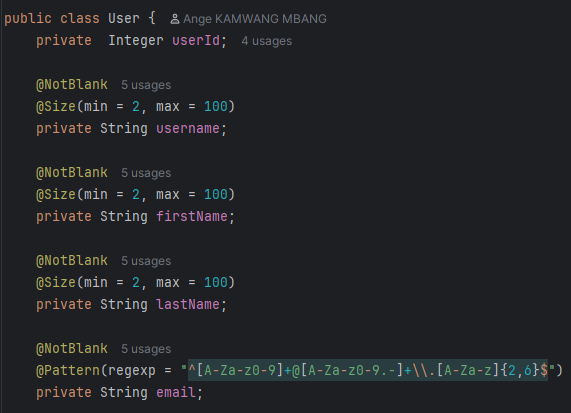 public class User { Ange KAMWANG MBANG
private Integer userId; 4 usages
@NotBlank 5 usages
@Size(min = 2, max = 100)
private String username;
@NotBlank 5 usages
@Size(min = 2, max = 100)
private String firstName;
@NotBlank 5 usages
@Size(min = 2, max = 100)
private String lastName;
@NotBlank 5 usages
@Pattern(regexp = "^[A-Za-z0-9]+@[A-Za-z0-9.-]+\\.[A-Za-z]{2,6}$")
private String email;